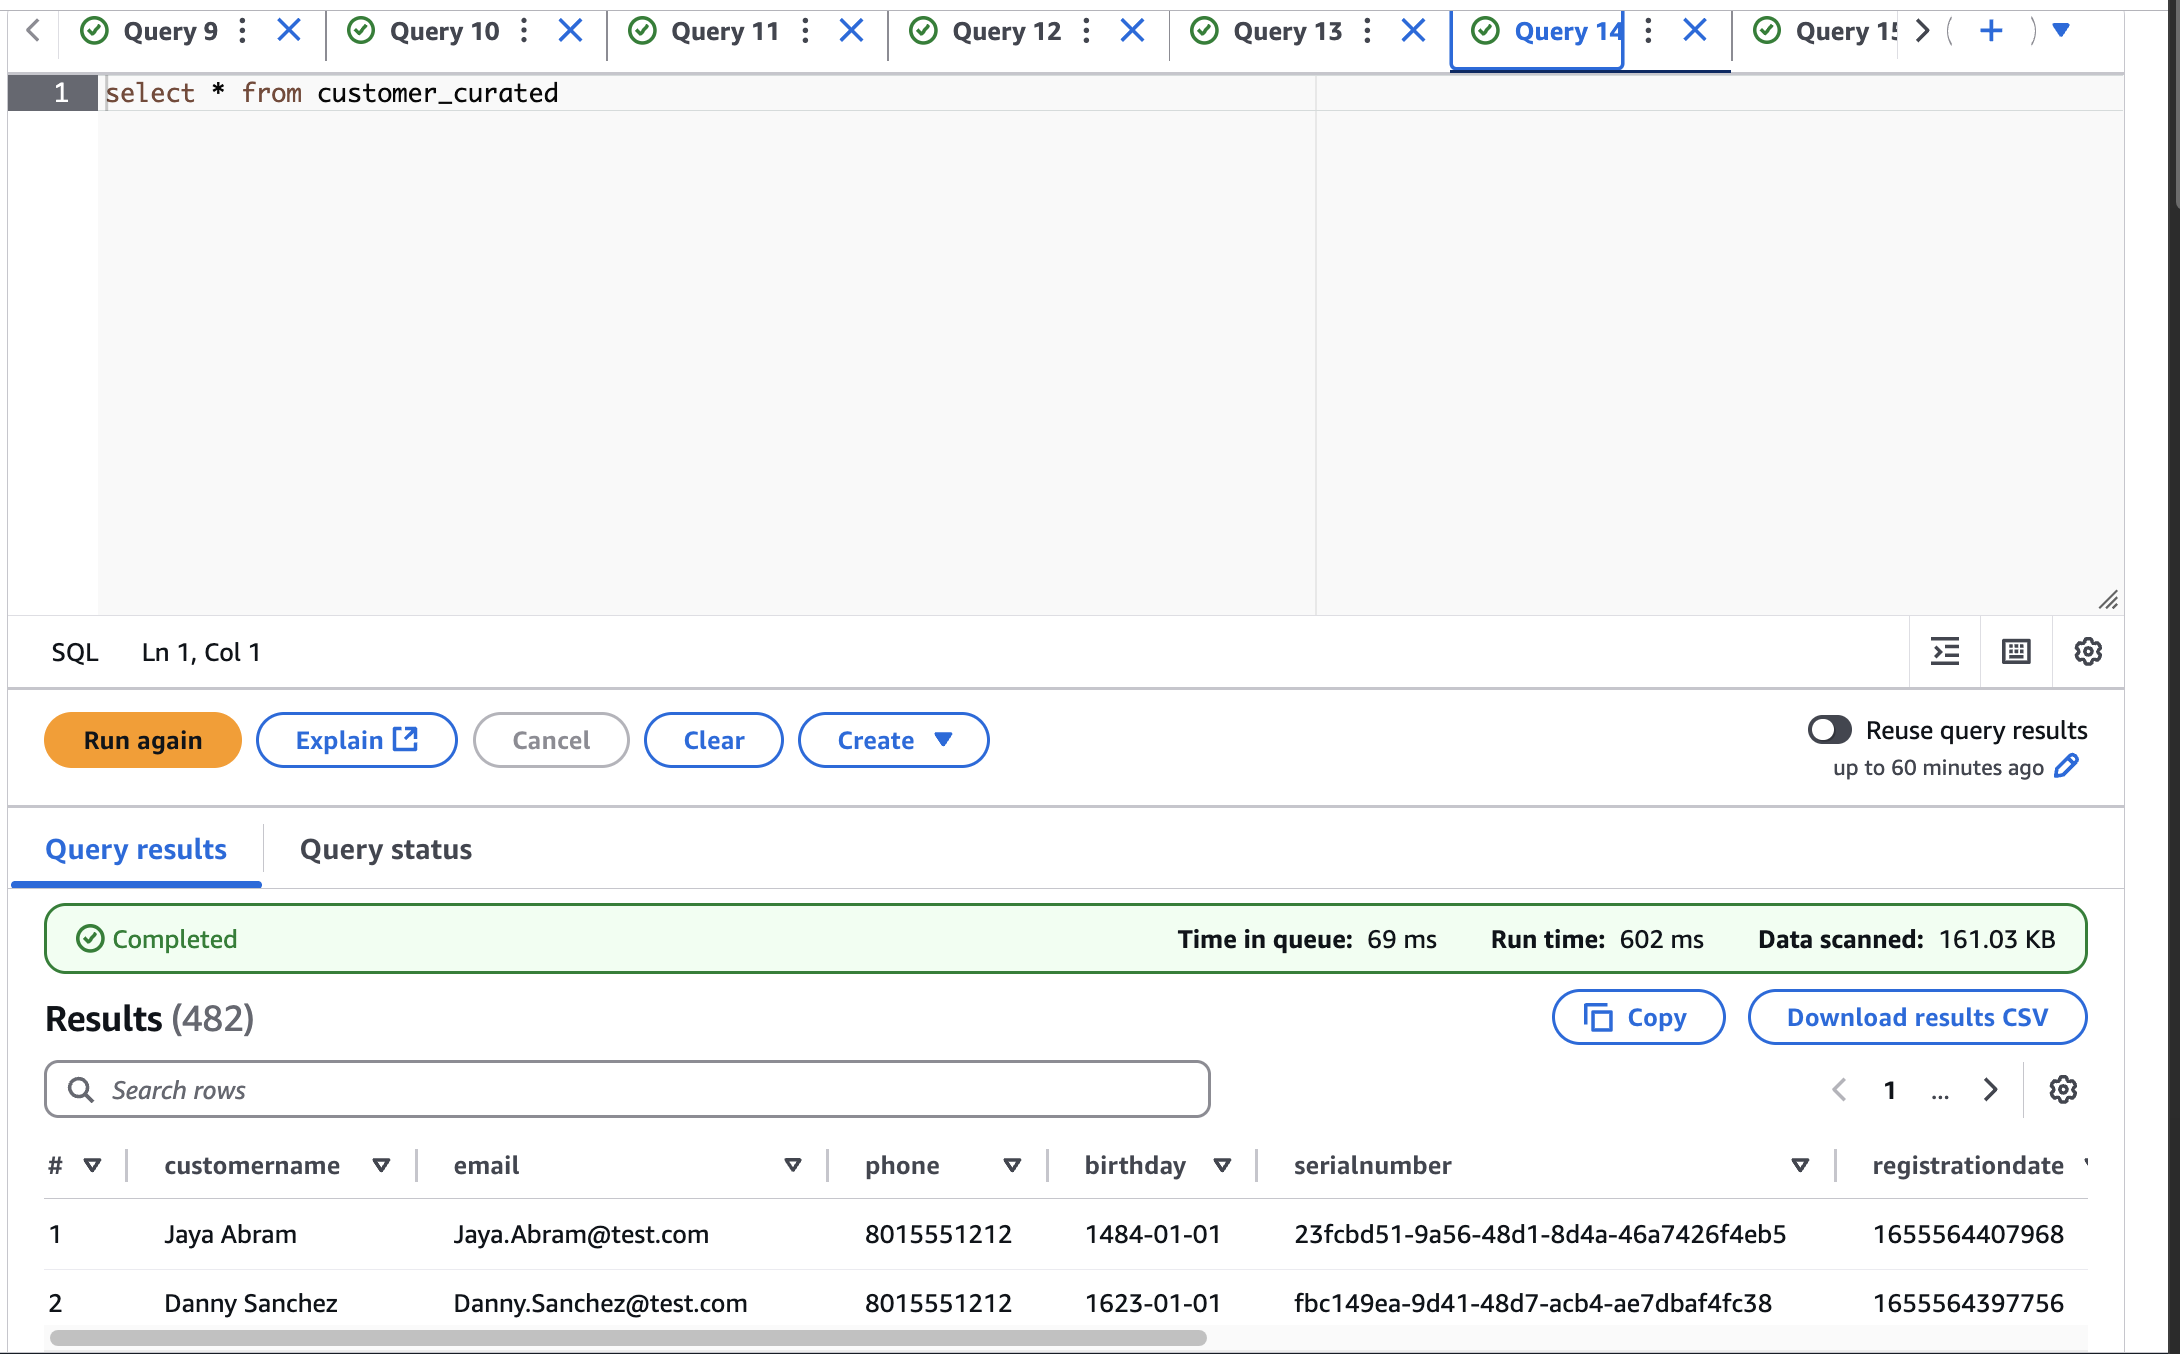 Query 9 Query 10 Query 11 Query 12 Query 13 Query 14 Query 15
1 select * from customer_curated
SQL Ln 1, Col 1
Run again Explain Cancel Clear Create Reuse query results
up to 60 minutes ago
Query results Query status
Completed Time in queue: 69 ms Run time: 602 ms Data scanned: 161.03 KB
Results (482) Copy Download results CSV
Search rows 1 ...
# customername email phone birthday serialnumber registrationdate
1 Jaya Abram Jaya.Abram@test.com 8015551212 1484-01-01 23fcbd51-9a56-48d1-8d4a-46a7426f4eb5 1655564407968
2 Danny Sanchez Danny.Sanchez@test.com 8015551212 1623-01-01 fbc149ea-9d41-48d7-acb4-ae7dbaf4fc38 1655564397756